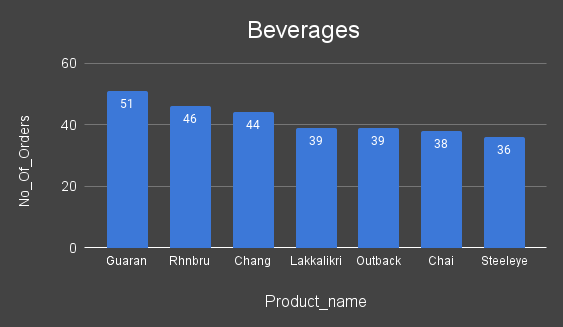 Beverages
No_Of_Orders
60
40
20
0
51
46
44
39
39
38
36
Guaran
Rhnbru
Chang
Lakkalikri
Outback
Chai
Steeleye
Product_name